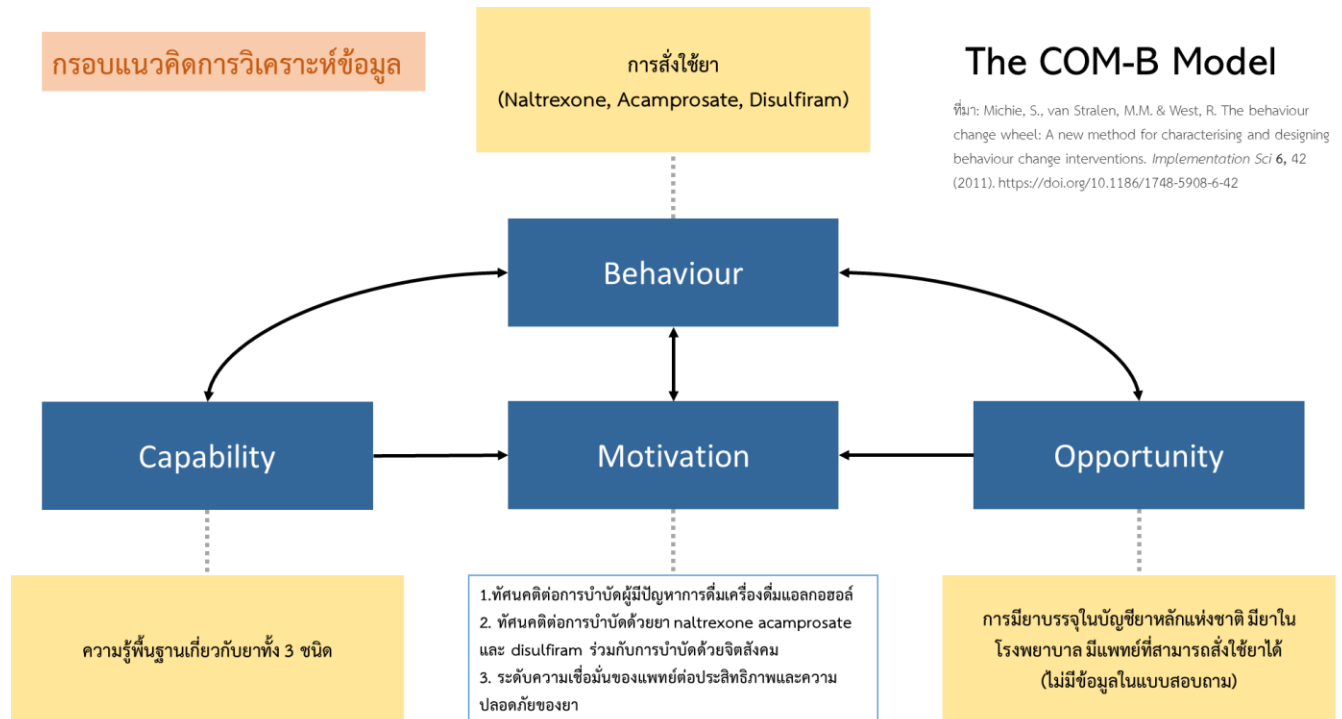 กรอบแนวคิดการวิเคราะห์ข้อมูล
การสั่งใช้ยา
(Naltrexone, Acamprosate, Disulfiram)
The COM-B Model
ที่มา: Michie, S., van Stralen, M.M. & West, R. The behaviour
change wheel: A new method for characterising and designing
behaviour change interventions. Implementation Sci 6, 42
(2011). https://doi.org/10.1186/1748-5908-6-42
Behaviour
Capability
Motivation
Opportunity
ความรู้พื้นฐานเกี่ยวกับยาทั้ง 3 ชนิด
1.ทัศนคติต่อการบำบัดผู้มีปัญหาการดื่มเครื่องดื่มแอลกอฮอล์
2. ทัศนคติต่อการบำบัดด้วยยา naltrexone acamprosate
และ disulfiram ร่วมกับการบำบัดด้วยจิตสังคม
3. ระดับความเชื่อมั่นของแพทย์ต่อประสิทธิภาพและความ
ปลอดภัยของยา
การมียาบรรจุในบัญชียาหลักแห่งชาติ มียาใน
โรงพยาบาล มีแพทย์ที่สามารถสั่งใช้ยาได้
(ไม่มีข้อมูลในแบบสอบถาม)